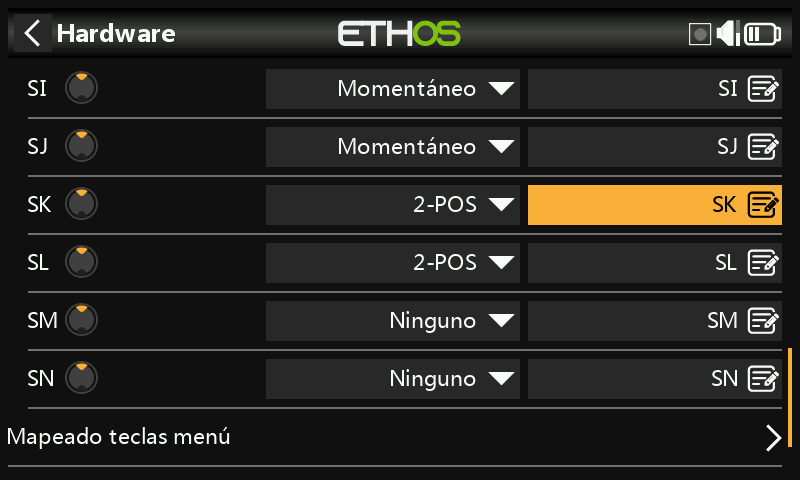 Hardware ETHOS
SI Momentáneo SI
SJ Momentáneo SJ
SK 2-POS SK
SL 2-POS SL
SM Ninguno SM
SN Ninguno SN
Mapeado teclas menú